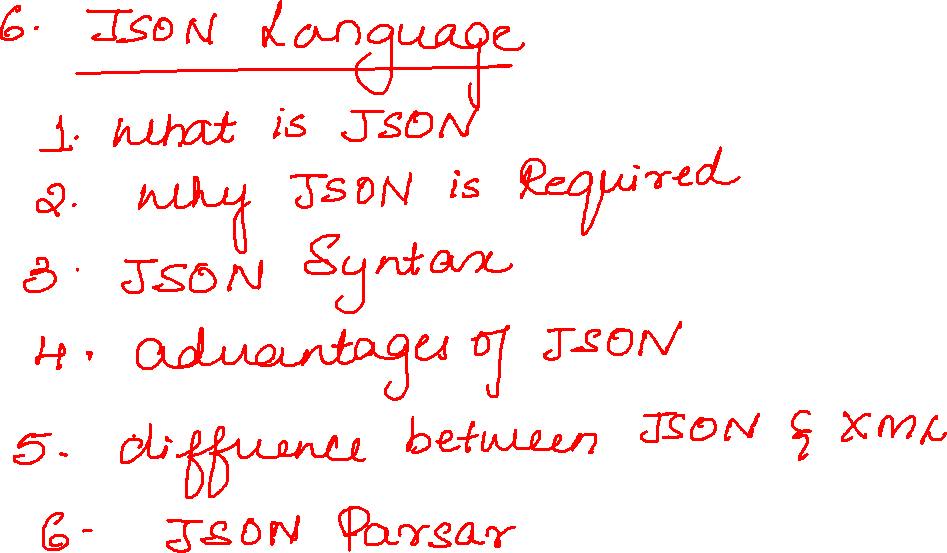 6. JSON Language
1. What is JSON
2. Why JSON is Required
3. JSON Syntax
4. advantages of JSON
5. diffruence between JSON & XML
6- JSON Parsar